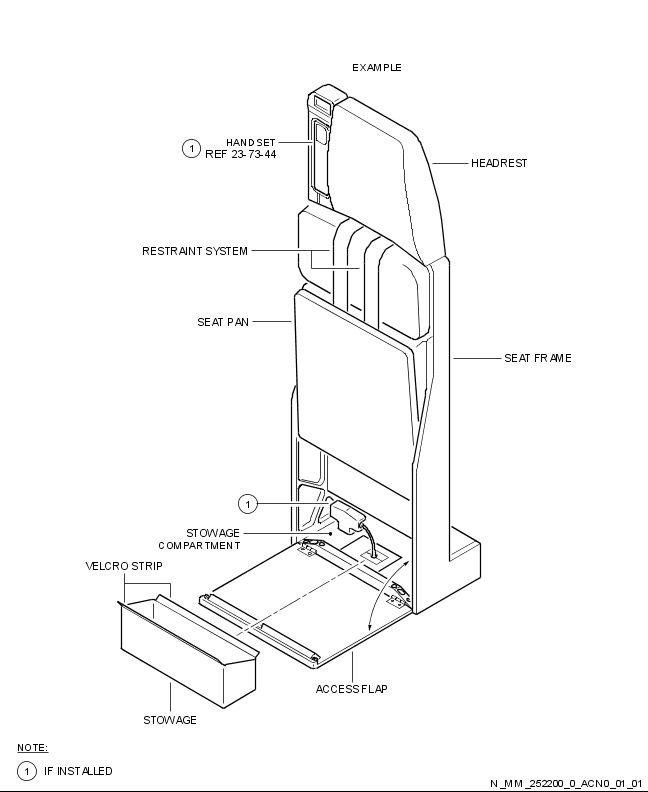 EXAMPLE
1 HANDSET
REF 23-73-44
HEADREST
RESTRAINT SYSTEM
SEAT PAN
SEAT FRAME
1
STOWAGE
COMPARTMENT
VELCRO STRIP
ACCESS FLAP
STOWAGE
NOTE:
1 IF INSTALLED
N_MM_252200_0_ACN0_01_01